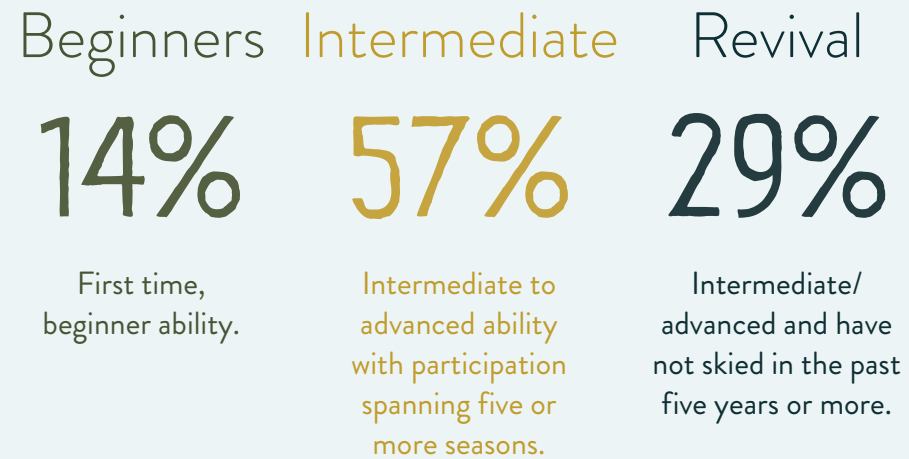 Beginners
14%
First time,
beginner ability.
Intermediate
57%
Intermediate to
advanced ability
with participation
spanning five or
more seasons.
Revival
29%
Intermediate/
advanced and have
not skied in the past
five years or more.